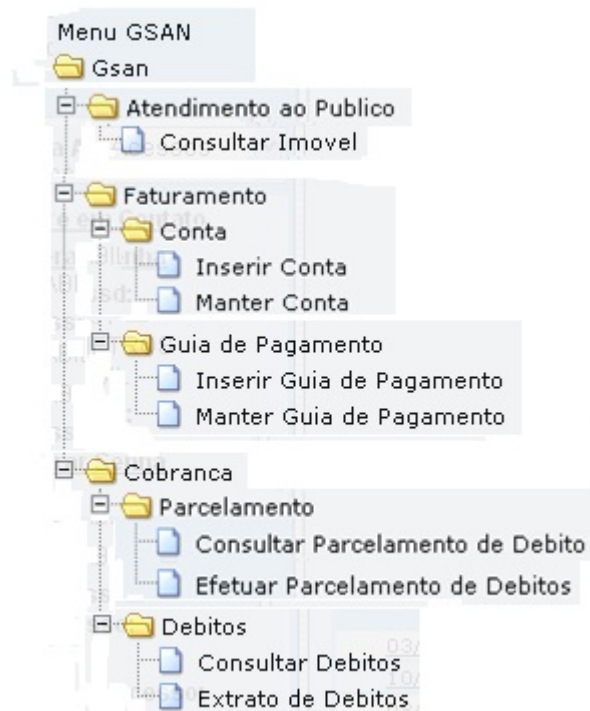 Menu GSAN
Gsan
Atendimento ao Publico
Consultar Imovel
Faturamento
Conta
Inserir Conta
Manter Conta
Guia de Pagamento
Inserir Guia de Pagamento
Manter Guia de Pagamento
Cobranca
Parcelamento
Consultar Parcelamento de Debito
Efetuar Parcelamento de Debitos
Debitos
03/
Consultar Debitos
10/
Extrato de Debitos